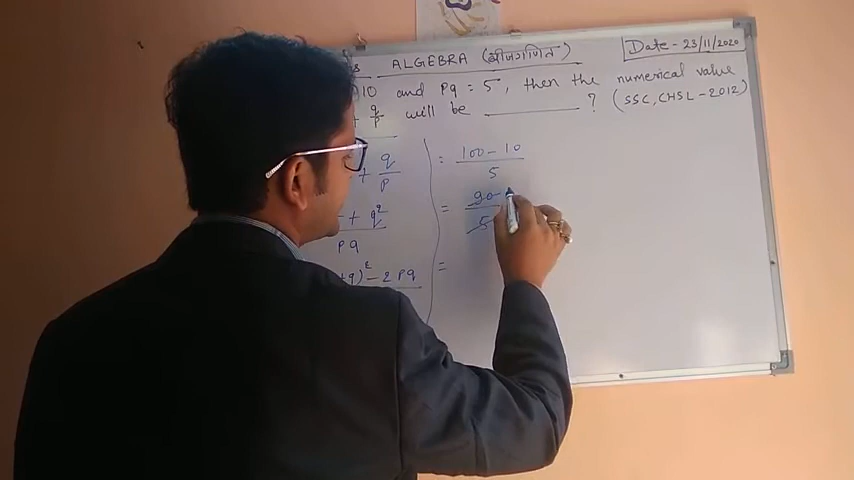 ALGEBRA (बीजगणित)
Date - 23/11/2020
10 and pq = 5, then the numerical value
+ q/p will be ______ ? (SSC, CHSL - 2012)
+ q/p
+ q²
pq
+q)² - 2pq
= 100 - 10
5
= 90
5
=